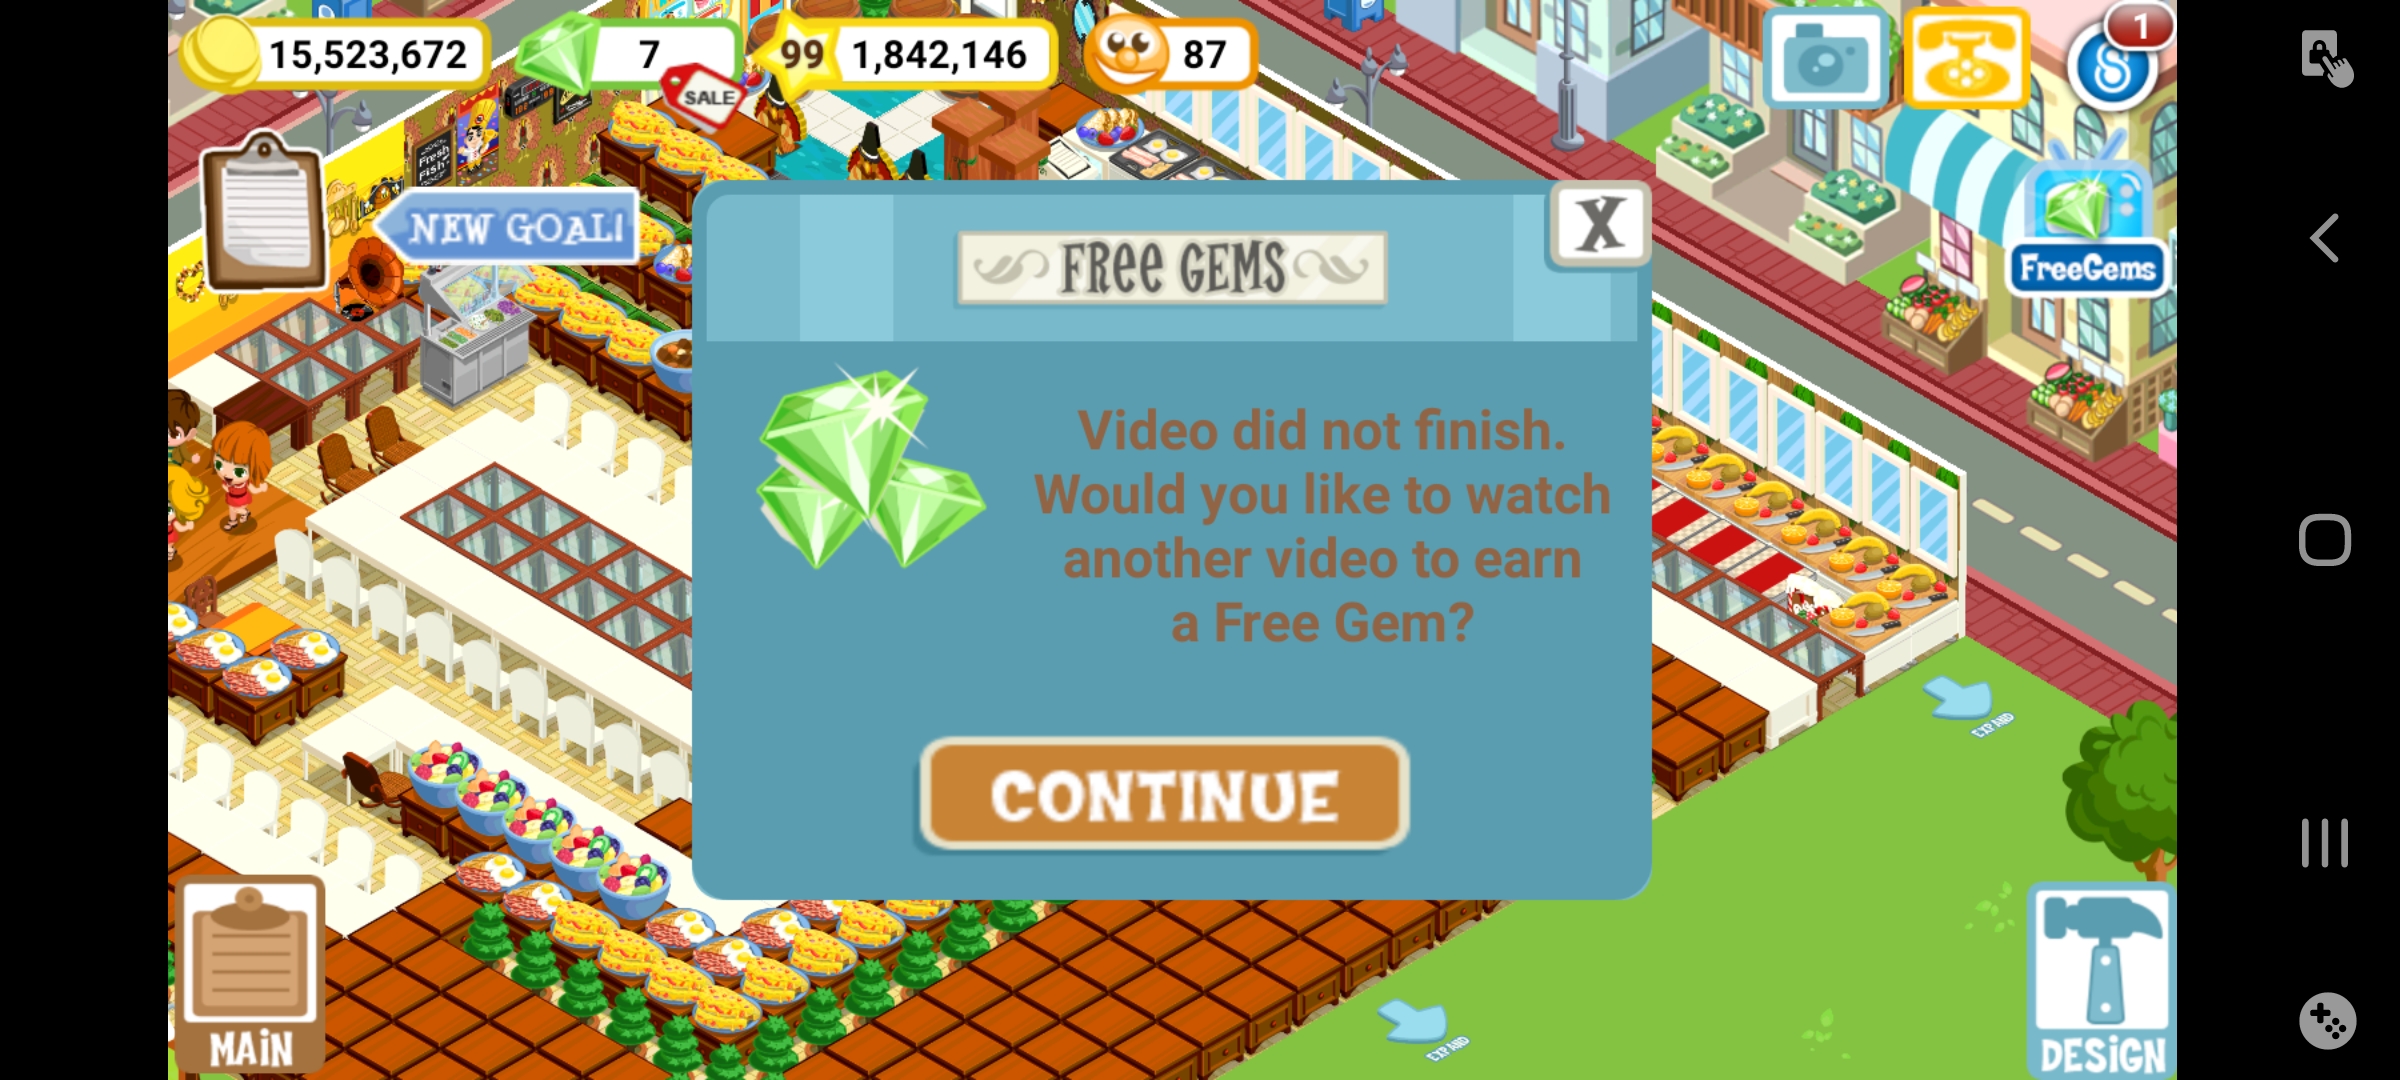 15,523,672
7
SALE
99
1,842,146
87
1
Fresh
Fish
NEW GOAL!
FREE GEMS
X
FreeGems
Video did not finish.
Would you like to watch
another video to earn
a Free Gem?
CONTINUE
EXPAND
EXPAND
MAIN
DESIGN